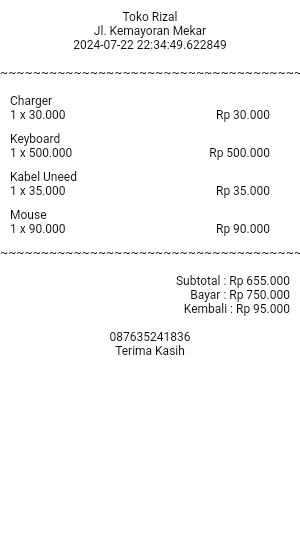 Toko Rizal
Jl. Kemayoran Mekar
2024-07-22 22:34:49.622849
~~~~~~~~~~~~~~~~~~~~~~~~~~~~~~~~~~~~~
Charger
1 x 30.000 Rp 30.000
Keyboard
1 x 500.000 Rp 500.000
Kabel Uneed
1 x 35.000 Rp 35.000
Mouse
1 x 90.000 Rp 90.000
~~~~~~~~~~~~~~~~~~~~~~~~~~~~~~~~~~~~~
Subtotal : Rp 655.000
Bayar : Rp 750.000
Kembali : Rp 95.000
087635241836
Terima Kasih